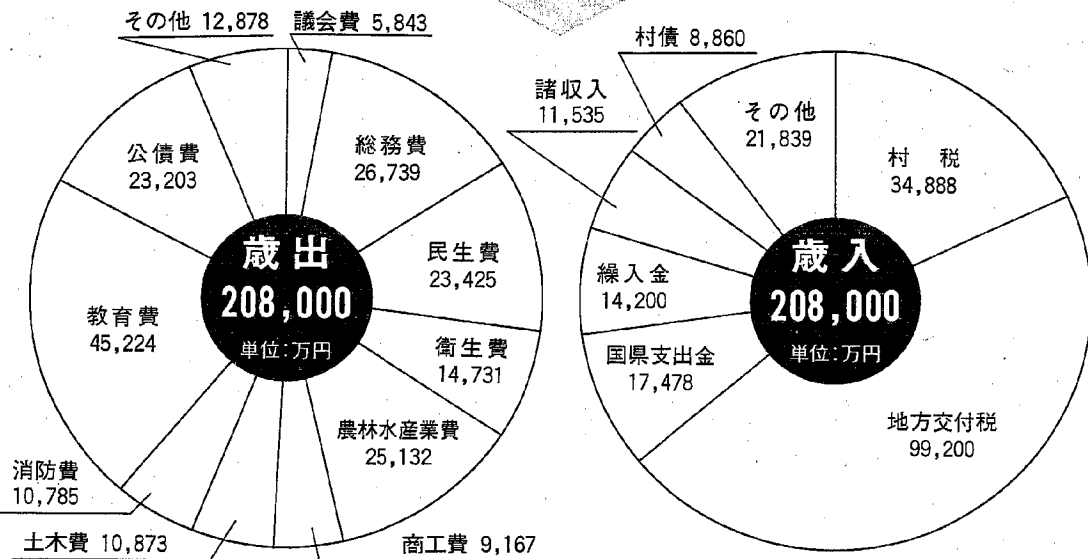 その他 12,878
議会費 5,843
総務費
26,739
民生費
23,425
衛生費
14,731
農林水産業費
25,132
商工費 9,167
土木費 10,873
消防費
10,785
教育費
45,224
公債費
23,203
歳出
208,000
単位:万円
村債 8,860
諸収入
11,535
その他
21,839
村 税
34,888
繰入金
14,200
国県支出金
17,478
地方交付税
99,200
歳入
208,000
単位:万円